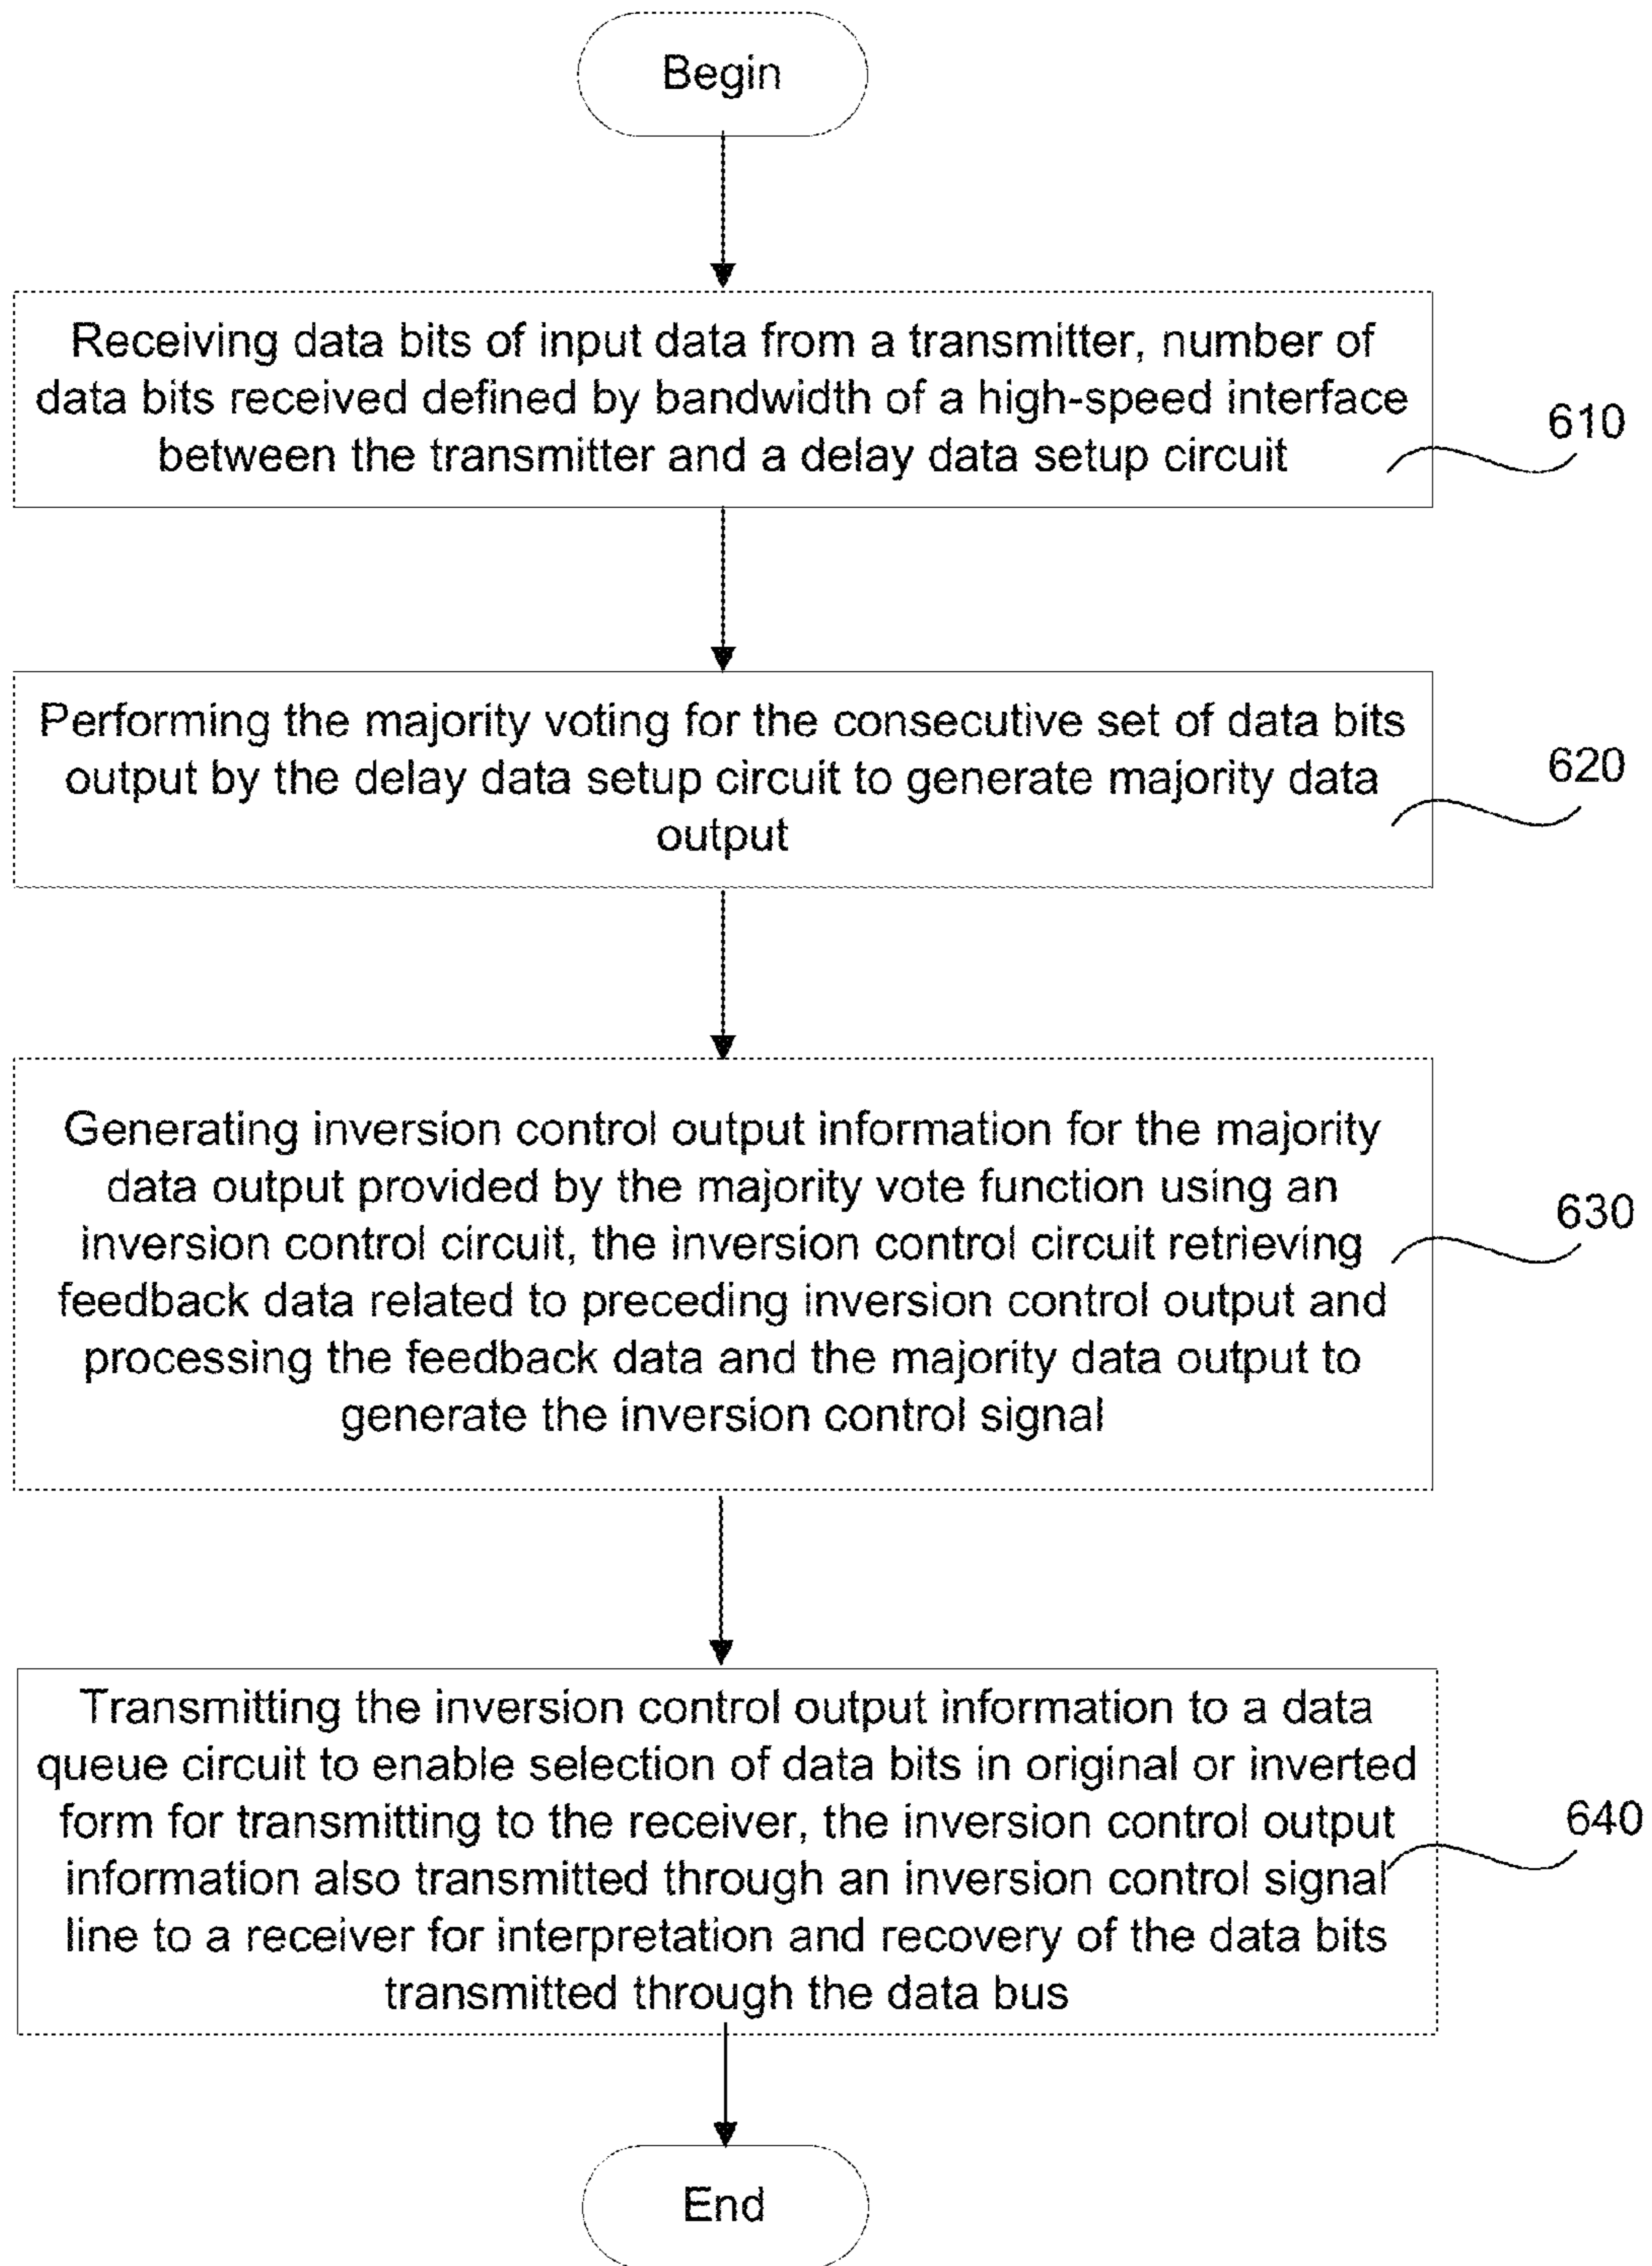 Begin
Receiving data bits of input data from a transmitter, number of
data bits received defined by bandwidth of a high-speed interface
between the transmitter and a delay data setup circuit
610
Performing the majority voting for the consecutive set of data bits
output by the delay data setup circuit to generate majority data
output
620
Generating inversion control output information for the majority
data output provided by the majority vote function using an
inversion control circuit, the inversion control circuit retrieving
feedback data related to preceding inversion control output and
processing the feedback data and the majority data output to
generate the inversion control signal
630
Transmitting the inversion control output information to a data
queue circuit to enable selection of data bits in original or inverted
form for transmitting to the receiver, the inversion control output
information also transmitted through an inversion control signal
line to a receiver for interpretation and recovery of the data bits
transmitted through the data bus
640
End